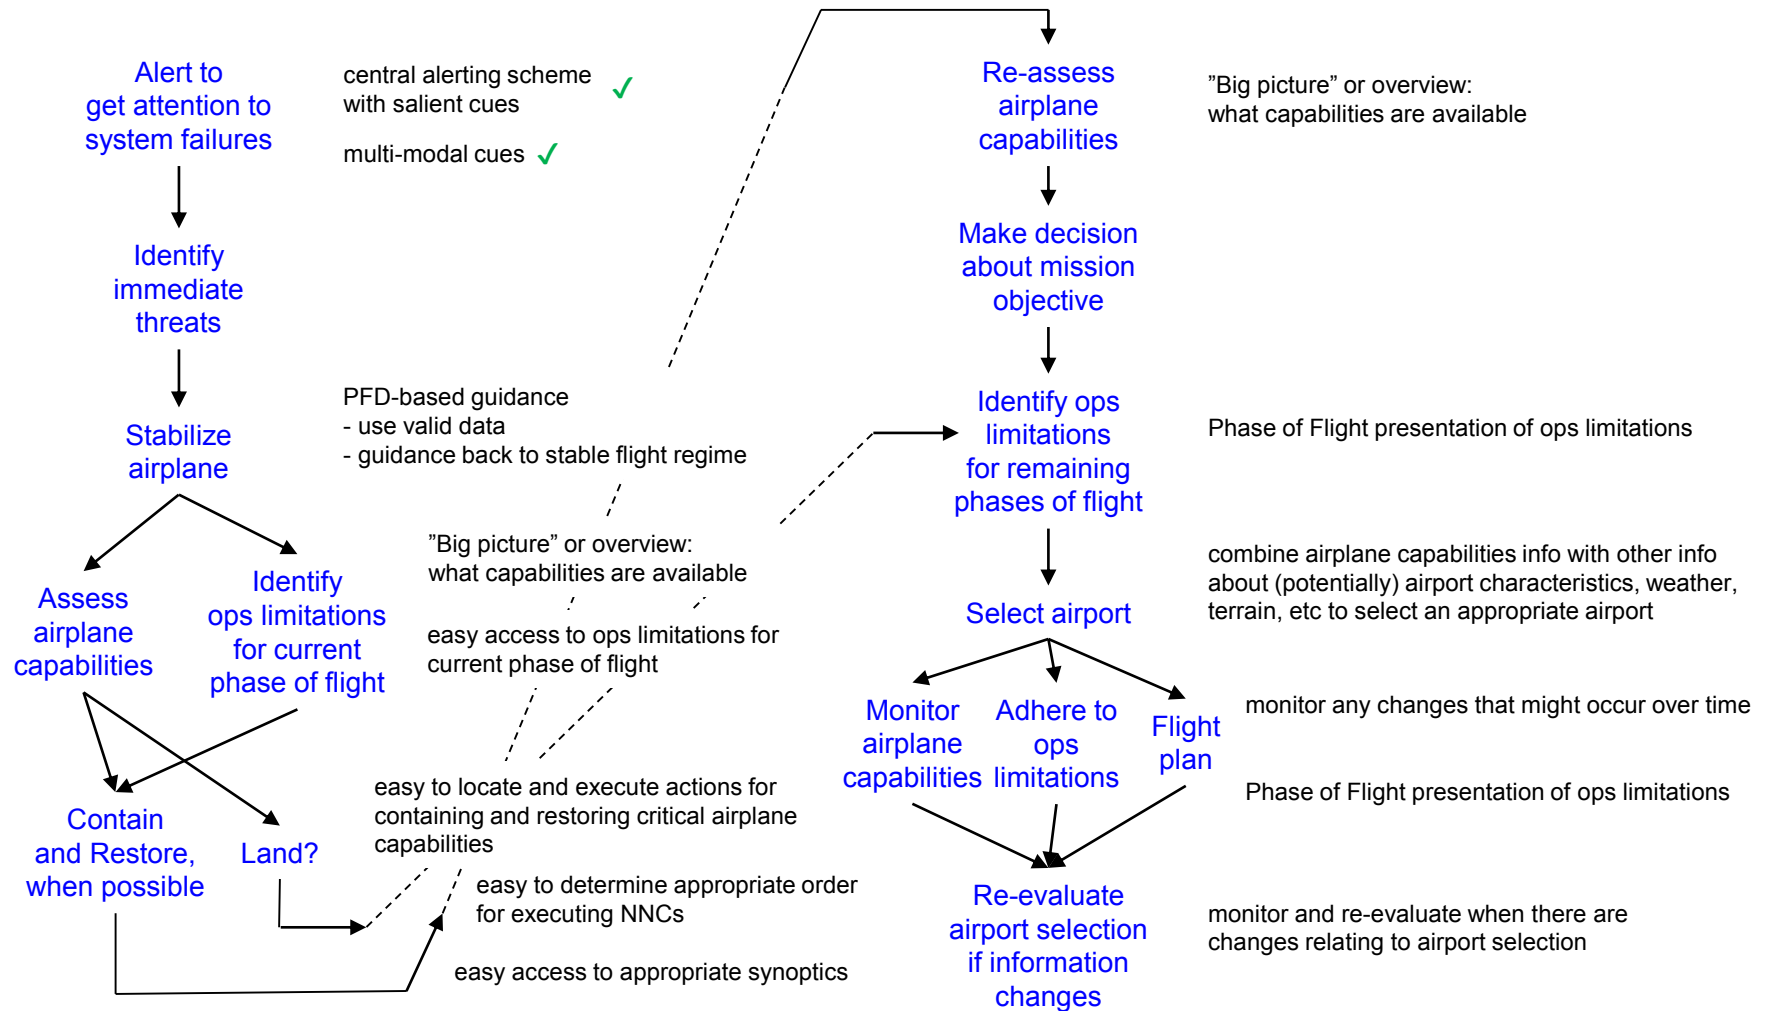 Alert to
get attention to
system failures
central alerting scheme
with salient cues ✓
multi-modal cues ✓
Identify
immediate
threats
Stabilize
airplane
PFD-based guidance
- use valid data
- guidance back to stable flight regime
Assess
airplane
capabilities
Identify
ops limitations
for current
phase of flight
”Big picture” or overview:
what capabilities are available
easy access to ops limitations for
current phase of flight
Contain
and Restore,
when possible
Land?
easy to locate and execute actions for
containing and restoring critical airplane
capabilities
easy to determine appropriate order
for executing NNCs
easy access to appropriate synoptics
Re-assess
airplane
capabilities
”Big picture” or overview:
what capabilities are available
Make decision
about mission
objective
Identify ops
limitations
for remaining
phases of flight
Phase of Flight presentation of ops limitations
Select airport
combine airplane capabilities info with other info
about (potentially) airport characteristics, weather,
terrain, etc to select an appropriate airport
Monitor
airplane
capabilities
Adhere to
ops
limitations
Flight
plan
monitor any changes that might occur over time
Phase of Flight presentation of ops limitations
Re-evaluate
airport selection
if information
changes
monitor and re-evaluate when there are
changes relating to airport selection